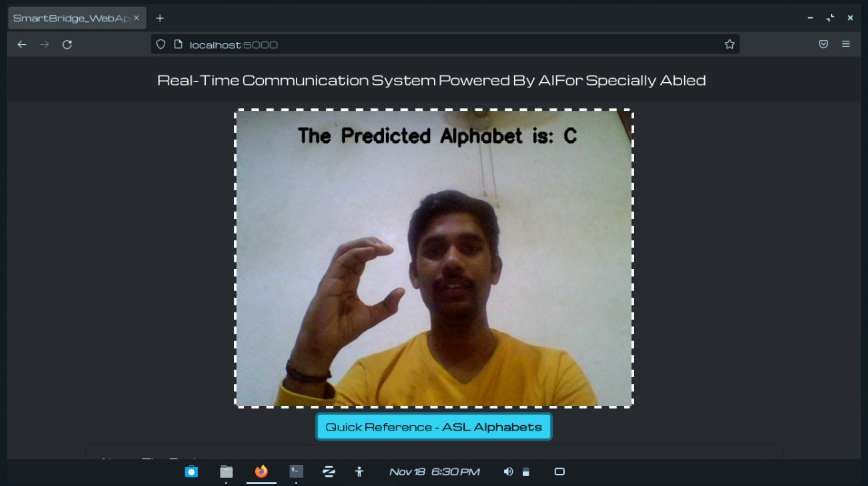 SmartBridge_WebAp
localhost:5000
Real-Time Communication System Powered By AIFor Specially Abled
The Predicted Alphabet is: C
Quick Reference - ASL Alphabets
Nov 18 6:30 PM